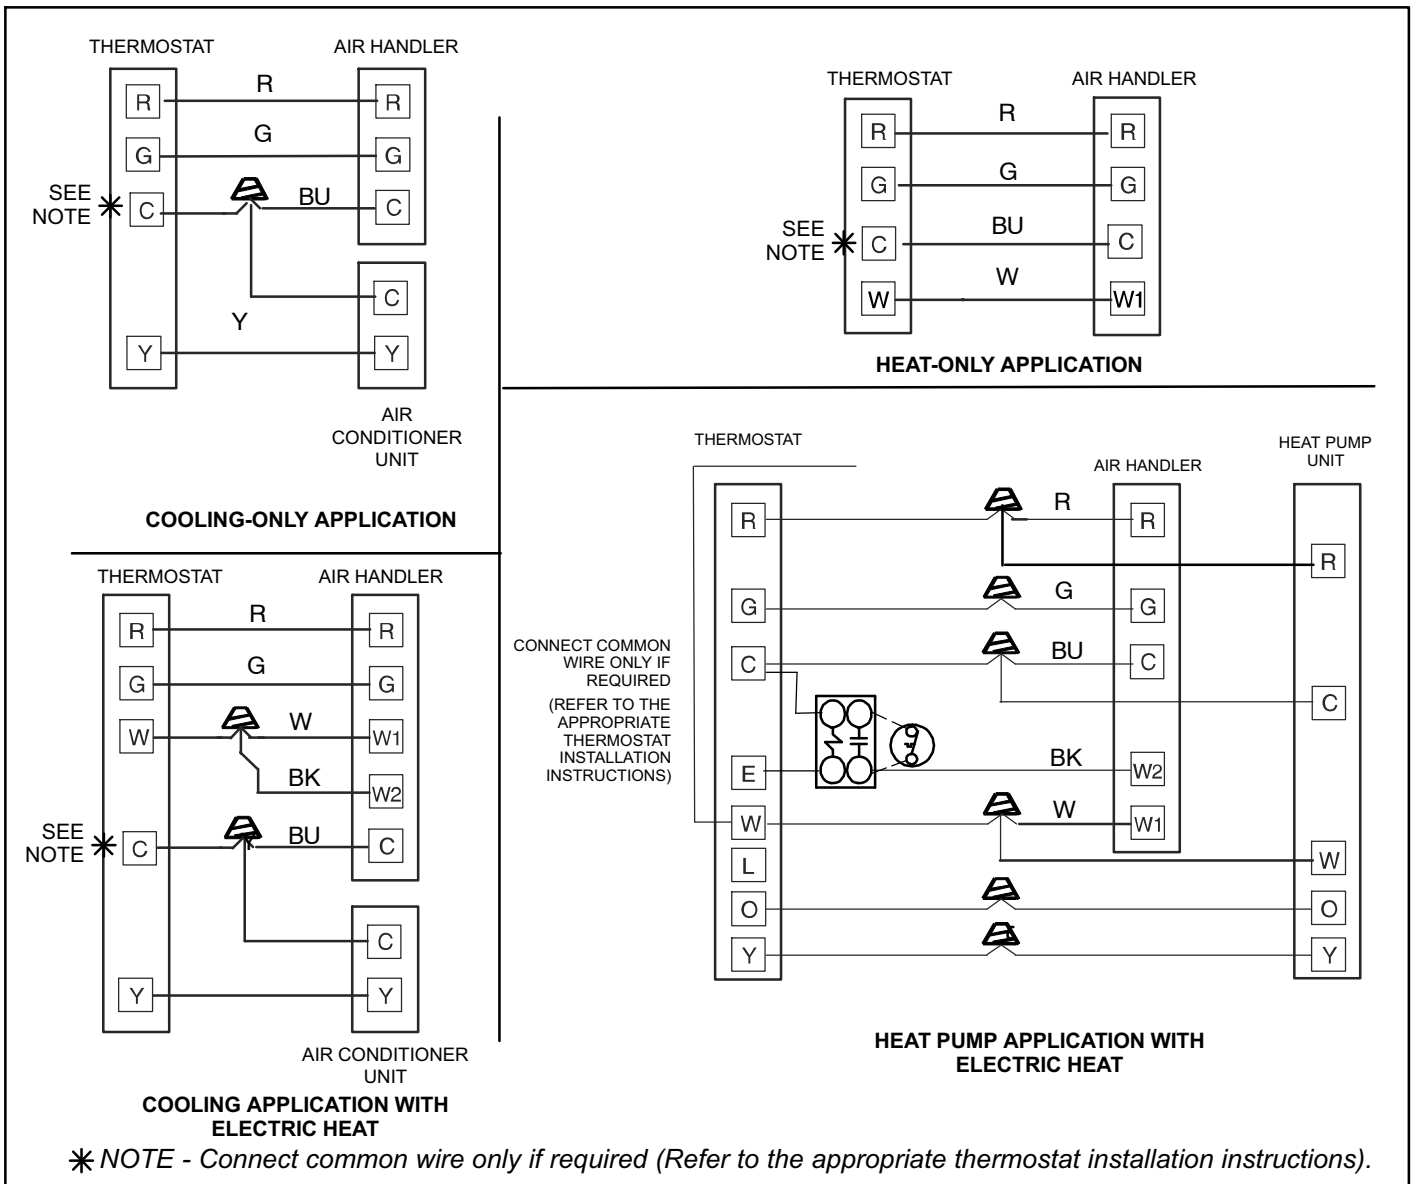 THERMOSTAT AIR HANDLER
R R R
G G G
SEE
NOTE
C BU C
C
Y
Y Y
AIR
CONDITIONER
UNIT
COOLING-ONLY APPLICATION
THERMOSTAT AIR HANDLER
R R R
G G G
SEE
NOTE
C BU C
W W W1
HEAT-ONLY APPLICATION
THERMOSTAT AIR HANDLER
R R R
G G G
W W W1
BK W2
SEE
NOTE
C BU C
C
Y Y
AIR CONDITIONER
UNIT
COOLING APPLICATION WITH
ELECTRIC HEAT
THERMOSTAT
AIR HANDLER
HEAT PUMP
UNIT
R R R
R
G G G
CONNECT COMMON
WIRE ONLY IF
REQUIRED
(REFER TO THE
APPROPRIATE
THERMOSTAT
INSTALLATION
INSTRUCTIONS)
C BU C
C
E BK W2
W W W1
W
L
O O
Y Y
HEAT PUMP APPLICATION WITH
ELECTRIC HEAT
NOTE - Connect common wire only if required (Refer to the appropriate thermostat installation instructions).